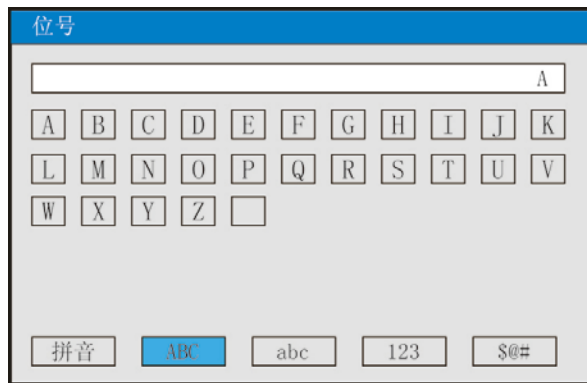 位号
A
A B C D E F G H I J K
L M N O P Q R S T U V
W X Y Z
拼音 ABC abc 123 $@#